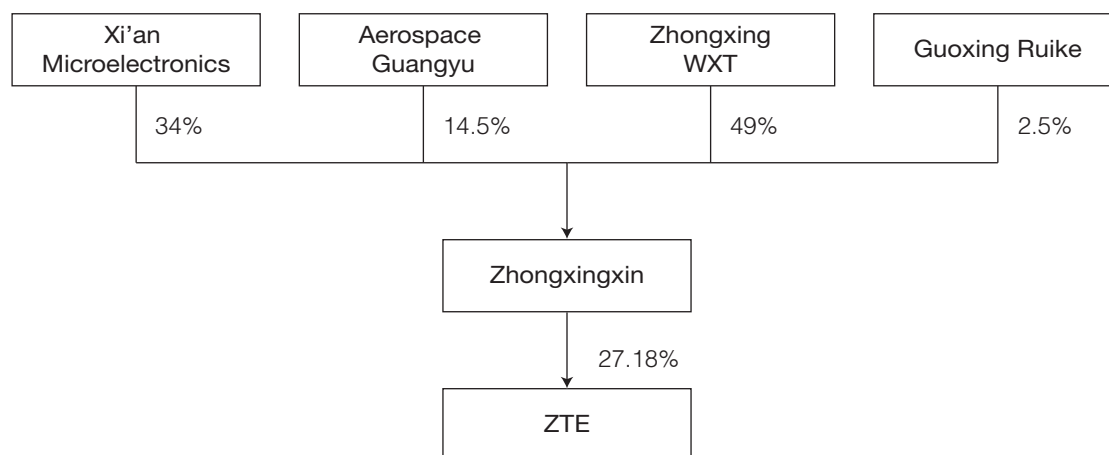 Xi’an
Microelectronics
Aerospace
Guangyu
Zhongxing
WXT
Guoxing Ruike
34%
14.5%
49%
2.5%
Zhongxingxin
27.18%
ZTE